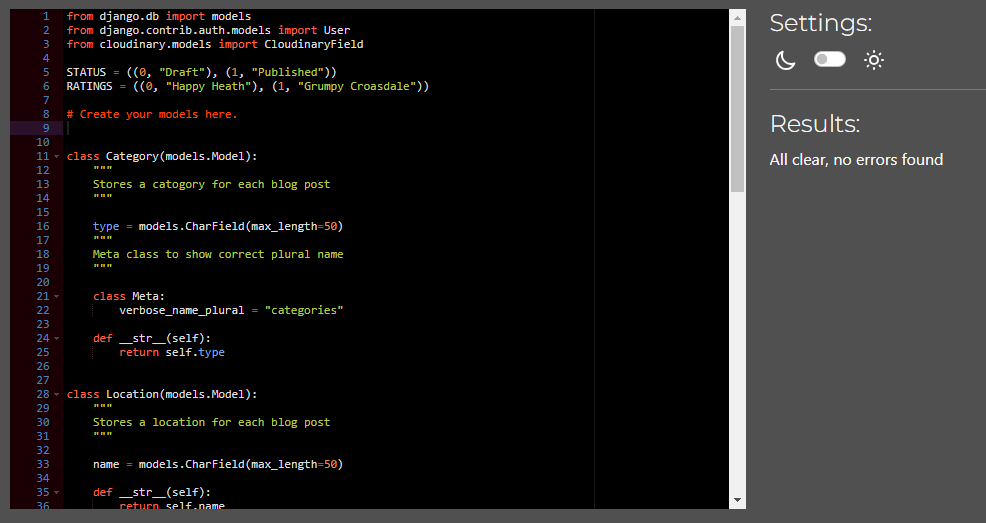 1 from django.db import models
2 from django.contrib.auth.models import User
3 from cloudinary.models import CloudinaryField
4
5 STATUS = ((0, "Draft"), (1, "Published"))
6 RATINGS = ((0, "Happy Heath"), (1, "Grumpy Croasdale"))
7
8 # Create your models here.
9
10
11 class Category(models.Model):
12 """
13 Stores a catogory for each blog post
14 """
15
16 type = models.CharField(max_length=50)
17 """
18 Meta class to show correct plural name
19 """
20
21 class Meta:
22 verbose_name_plural = "categories"
23
24 def __str__(self):
25 return self.type
26
27
28 class Location(models.Model):
29 """
30 Stores a location for each blog post
31 """
32
33 name = models.CharField(max_length=50)
34
35 def __str__(self):
36 return self.name
Settings:
Results:
All clear, no errors found